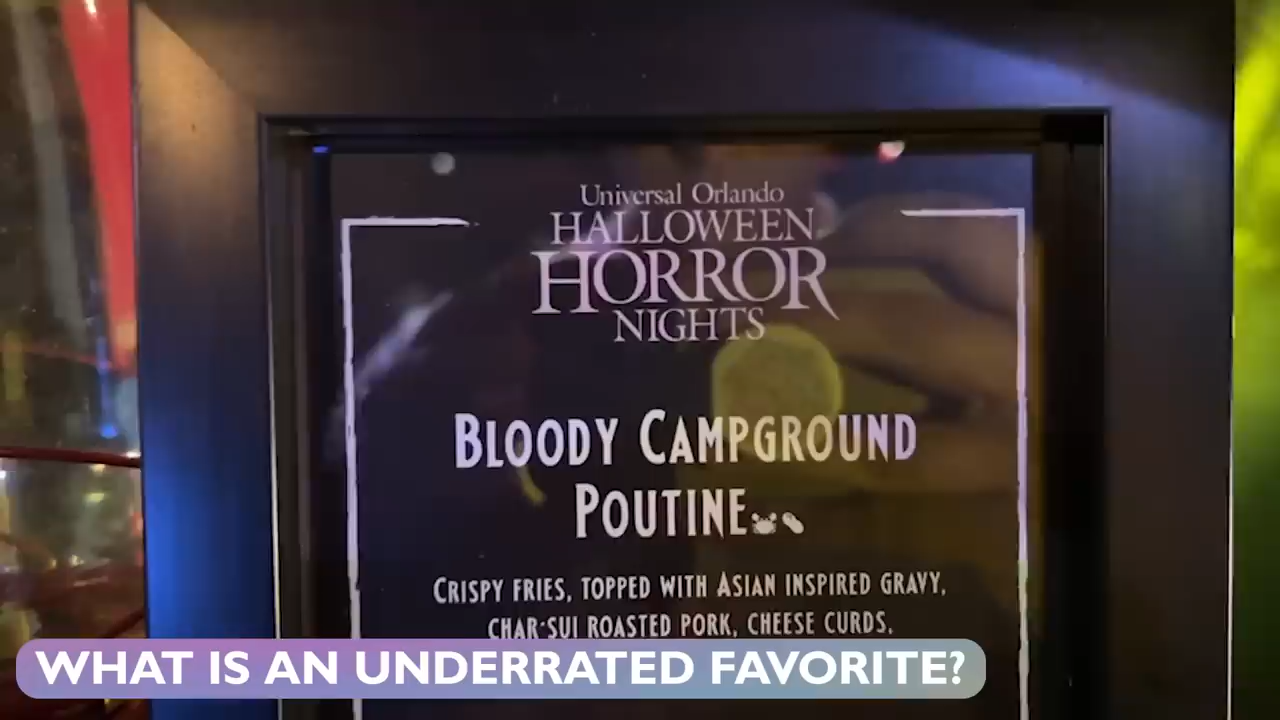 Universal Orlando
HALLOWEEN
HORROR
NIGHTS
BLOODY CAMPGROUND
POUTINE
CRISPY FRIES, TOPPED WITH ASIAN INSPIRED GRAVY,
CHAR-SUI ROASTED PORK, CHEESE CURDS,
WHAT IS AN UNDERRATED FAVORITE?